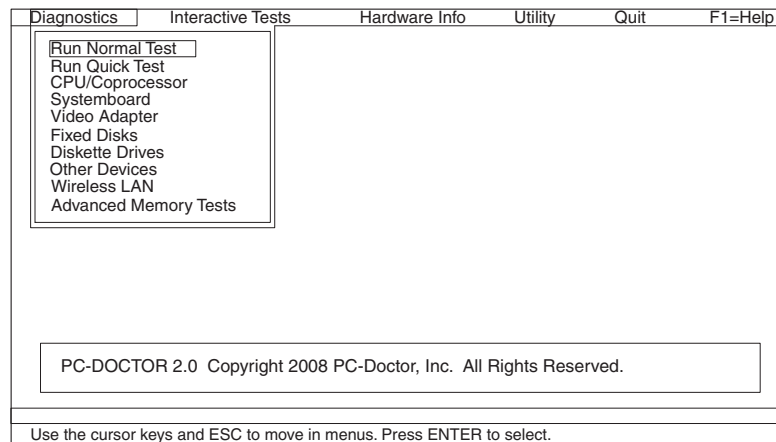 Diagnostics Interactive Tests Hardware Info Utility Quit F1=Help
Run Normal Test
Run Quick Test
CPU/Coprocessor
Systemboard
Video Adapter
Fixed Disks
Diskette Drives
Other Devices
Wireless LAN
Advanced Memory Tests
PC-DOCTOR 2.0 Copyright 2008 PC-Doctor, Inc. All Rights Reserved.
Use the cursor keys and ESC to move in menus. Press ENTER to select.